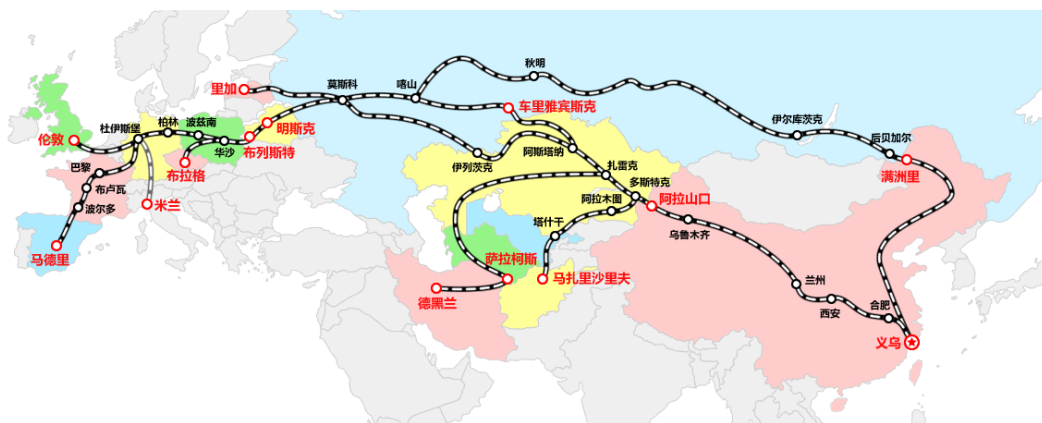 里加
莫斯科
喀山
秋明
车里雅宾斯克
伊尔库茨克
后贝加尔
满洲里
伦敦
杜伊斯堡
柏林
波兹南
华沙
明斯克
布列斯特
布拉格
巴黎
布卢瓦
波尔多
米兰
马德里
伊列茨克
阿斯塔纳
扎雷克
多斯特克
阿拉山口
阿拉木图
塔什干
乌鲁木齐
萨拉柯斯
马扎里沙里夫
德黑兰
兰州
西安
合肥
义乌